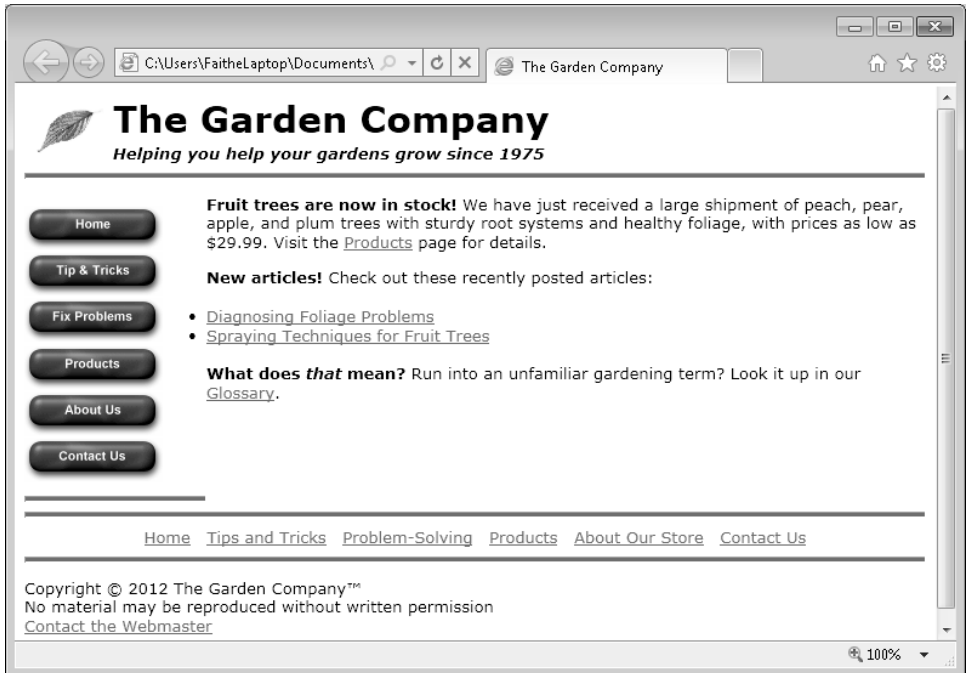 C:\Users\FaitheLaptop\Documents\
The Garden Company
The Garden Company
Helping you help your gardens grow since 1975
Home
Tip & Tricks
Fix Problems
Products
About Us
Contact Us
Fruit trees are now in stock! We have just received a large shipment of peach, pear,
apple, and plum trees with sturdy root systems and healthy foliage, with prices as low as
$29.99. Visit the Products page for details.
New articles! Check out these recently posted articles:
• Diagnosing Foliage Problems
• Spraying Techniques for Fruit Trees
What does that mean? Run into an unfamiliar gardening term? Look it up in our
Glossary.
Home Tips and Tricks Problem-Solving Products About Our Store Contact Us
Copyright © 2012 The Garden Company™
No material may be reproduced without written permission
Contact the Webmaster
100%